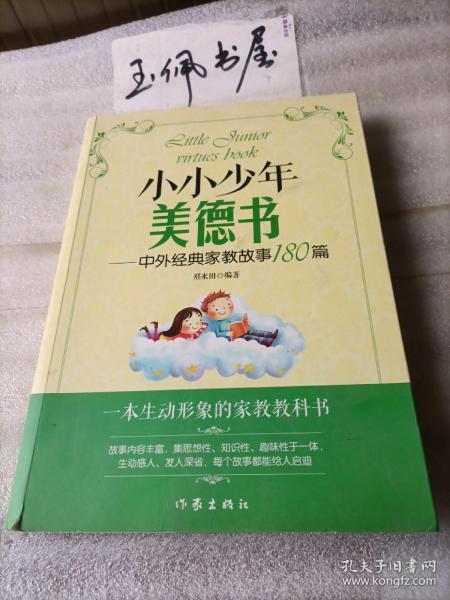 玉佩书屋
Little Junior
virtues book
小小少年
美德书
——中外经典家教故事180篇
邢来田◎编著
一本生动形象的家教教科书
故事内容丰富，集思想性、知识性、趣味性于一体，
生动感人、发人深省，每个故事都能给人启迪
作家出版社
孔夫子旧书网
www.kongfz.com